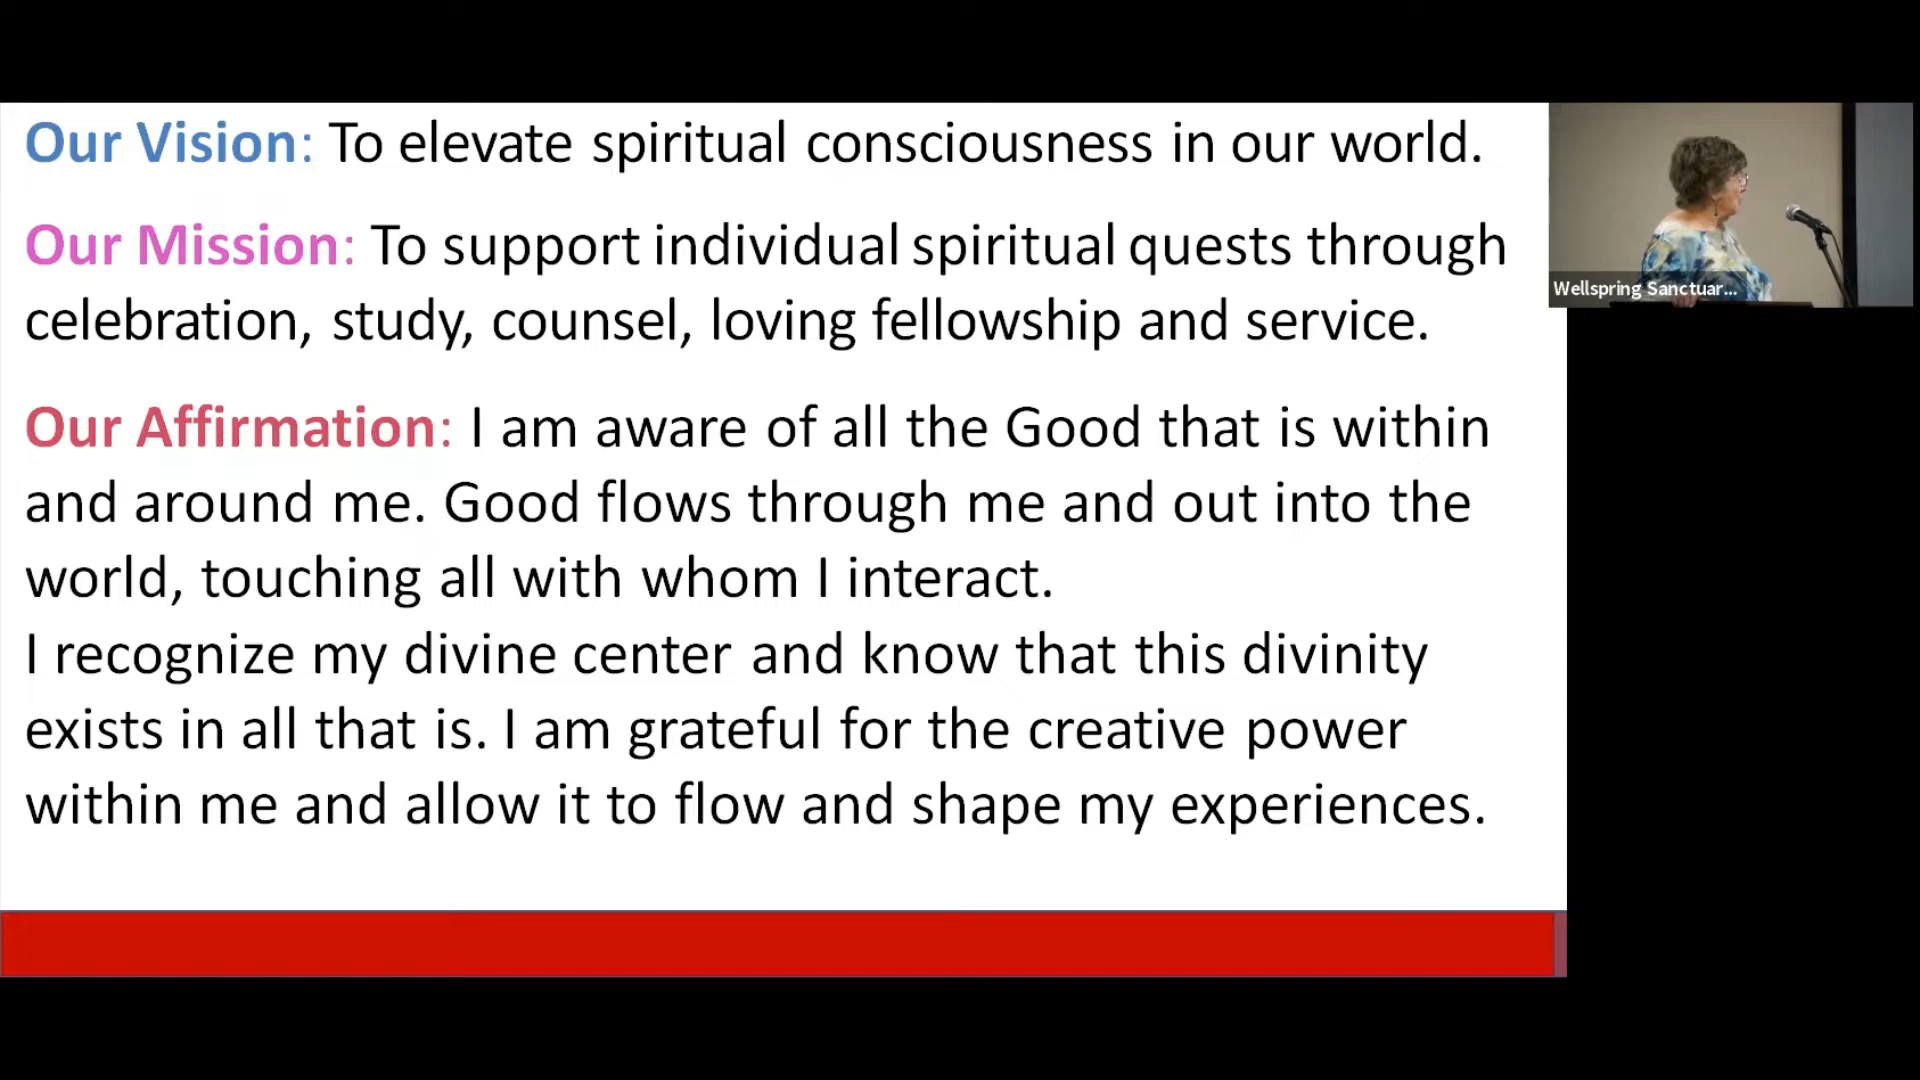 Our Vision: To elevate spiritual consciousness in our world.
Our Mission: To support individual spiritual quests through
celebration, study, counsel, loving fellowship and service.
Our Affirmation: I am aware of all the Good that is within
and around me. Good flows through me and out into the
world, touching all with whom I interact.
I recognize my divine center and know that this divinity
exists in all that is. I am grateful for the creative power
within me and allow it to flow and shape my experiences.
Wellspring Sanctuar...